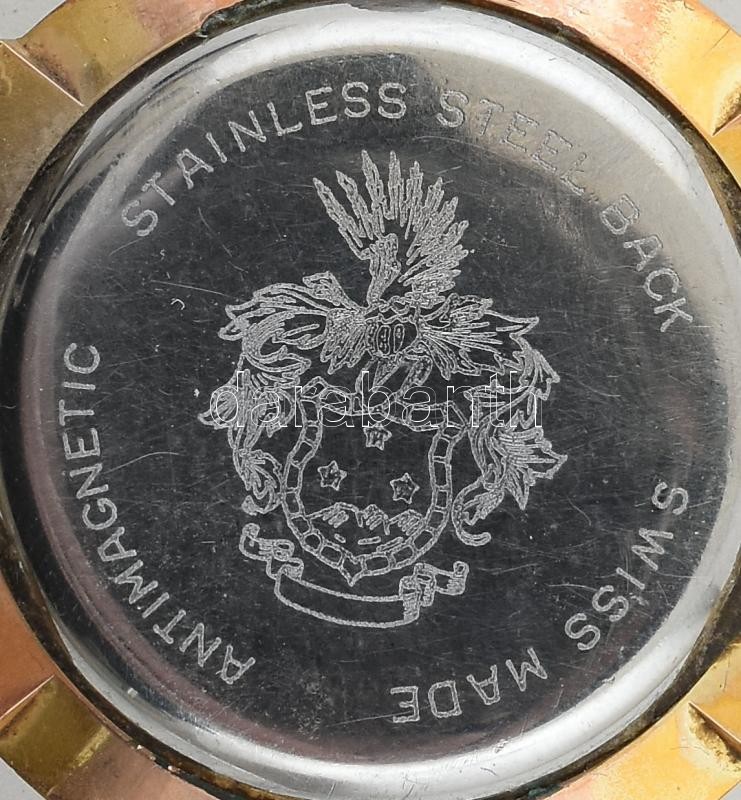 STAINLESS STEEL BACK
SWISS MADE
ANTIMAGNETIC
darabanth